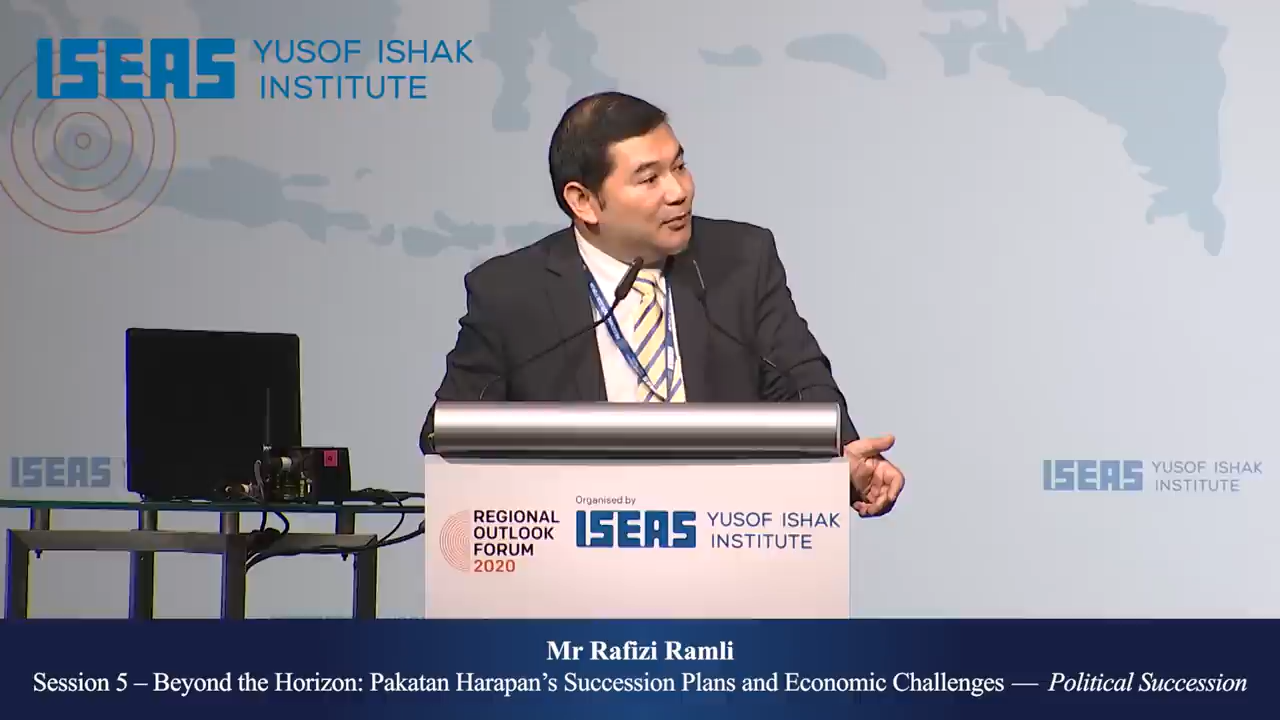 ISEAS
YUSOF ISHAK
INSTITUTE
ISEAS
ISEAS
YUSOF ISHAK
INSTITUTE
REGIONAL
OUTLOOK
FORUM
2020
Organised by
ISEAS
YUSOF ISHAK
INSTITUTE
Mr Rafizi Ramli
Session 5 – Beyond the Horizon: Pakatan Harapan’s Succession Plans and Economic Challenges — Political Succession